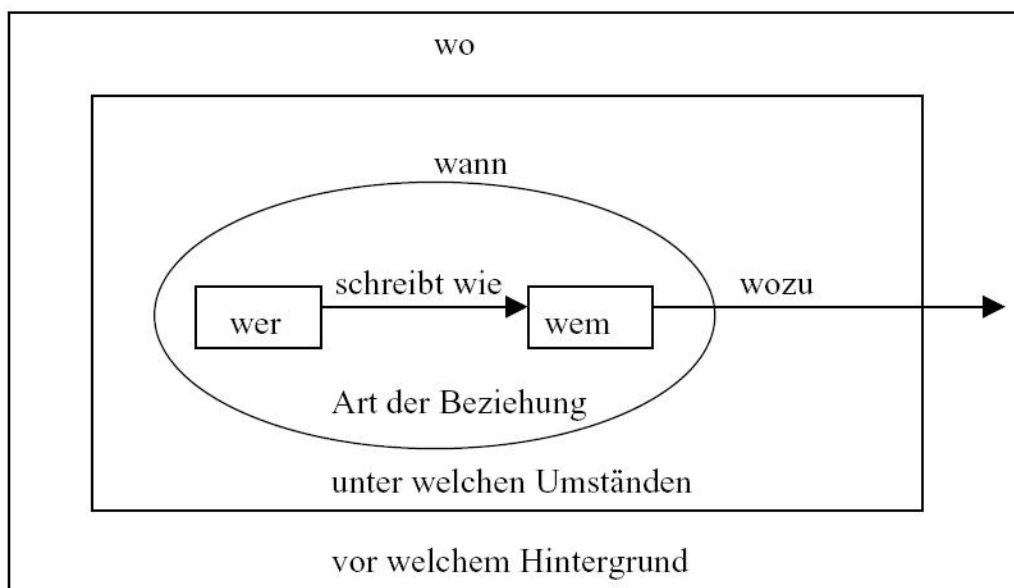 wo
wann
schreibt wie
wozu
wer
wem
Art der Beziehung
unter welchen Umständen
vor welchem Hintergrund